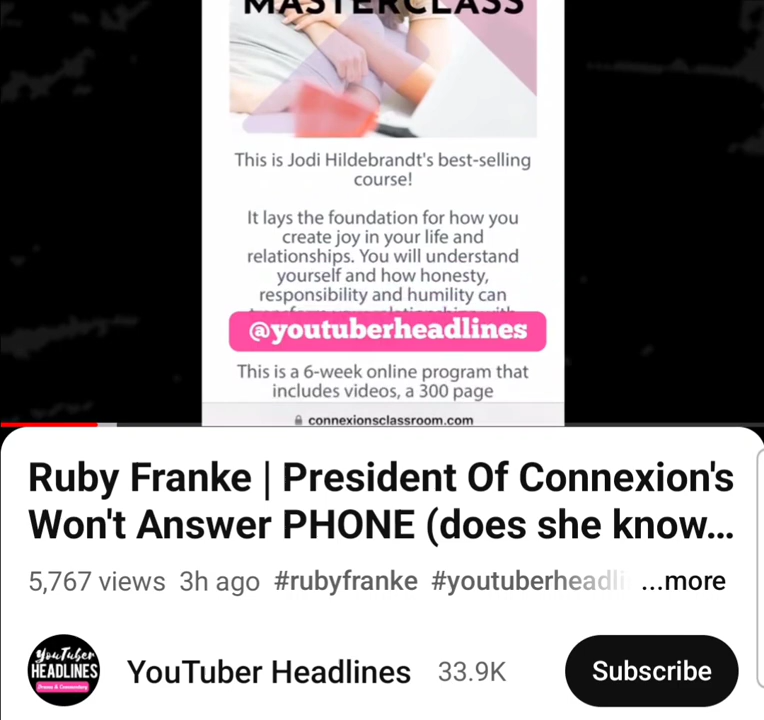 MASTERCLASS
This is Jodi Hildebrandt's best-selling
course!
It lays the foundation for how you
create joy in your life and
relationships. You will understand
yourself and how honesty,
responsibility and humility can
@youtuberheadlines
This is a 6-week online program that
includes videos, a 300 page
connexionsclassroom.com
Ruby Franke | President Of Connexion's
Won't Answer PHONE (does she know...
5,767 views 3h ago #rubyfranke #youtuberheadli ...more
YouTuber
HEADLINES
Drama & Commentary
YouTuber Headlines 33.9K Subscribe